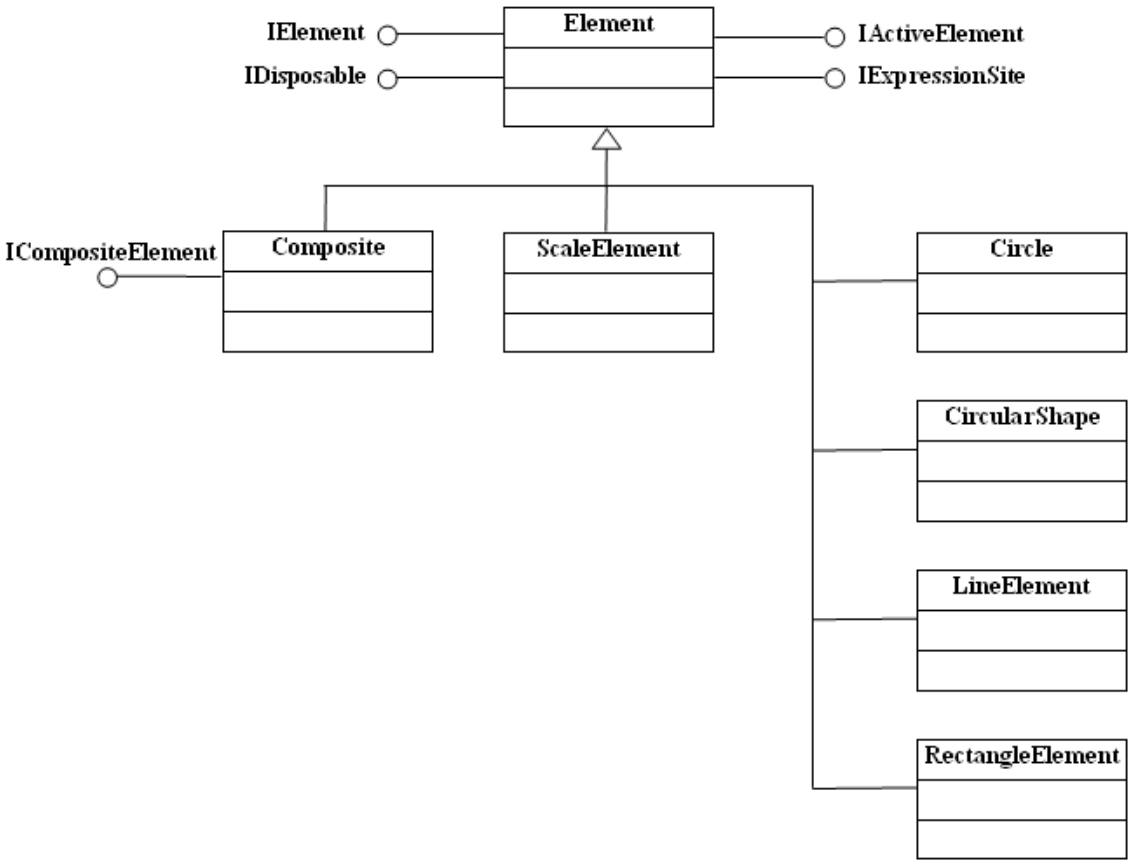 IElement
Element
IActiveElement
IDisposable
IExpressionSite
ICompositeElement
Composite
ScaleElement
Circle
CircularShape
LineElement
RectangleElement